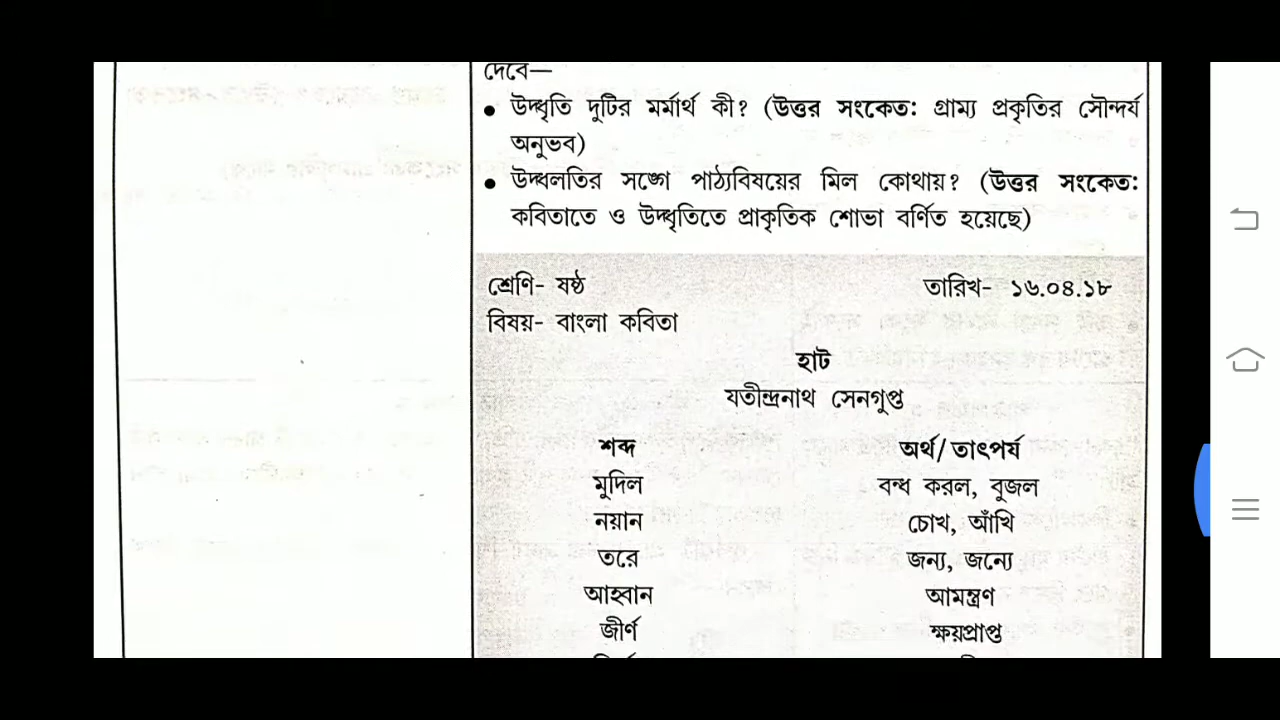 দেবে—
• উদ্ধৃতি দুটির মর্মার্থ কী? (উত্তর সংকেত: গ্রাম্য প্রকৃতির সৌন্দর্য
অনুভব)
• উদ্ধলতির সঙ্গে পাঠ্যবিষয়ের মিল কোথায়? (উত্তর সংকেত:
কবিতাতে ও উদ্ধৃতিতে প্রাকৃতিক শোভা বর্ণিত হয়েছে)
শ্রেণি- ষষ্ঠ তারিখ- ১৬.০৪.১৮
বিষয়- বাংলা কবিতা
হাট
যতীন্দ্রনাথ সেনগুপ্ত
শব্দ অর্থ/তাৎপর্য
মুদিল বন্ধ করল, বুজল
নয়ান চোখ, আঁখি
তরে জন্য, জন্যে
আহ্বান আমন্ত্রণ
জীর্ণ ক্ষয়প্রাপ্ত